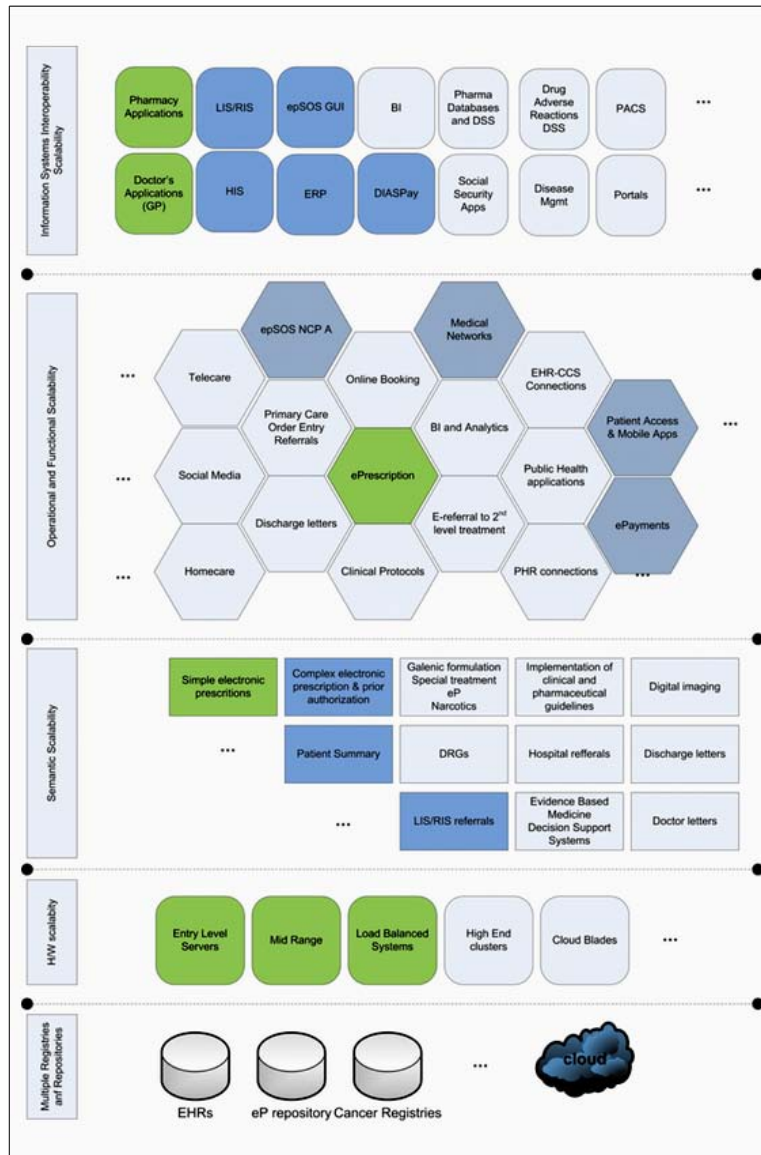 Information Systems Interoperability
Scalability
Pharmacy
Applications
LIS/RIS
epSOS GUI
BI
Pharma
Databases
and DSS
Drug
Adverse
Reactions
DSS
PACS
...
Doctor's
Applications
(GP)
HIS
ERP
DIASPay
Social
Security
Apps
Disease
Mgmt
Portals
...
Operational and Functional Scalability
epSOS NCP A
Medical
Networks
...
Telecare
Online Booking
EHR-CCS
Connections
Primary Care
Order Entry
Referrals
BI and Analytics
Patient Access
& Mobile Apps
...
...
Social Media
ePrescription
Public Health
applications
Discharge letters
E-referral to 2nd
level treatment
ePayments
...
Homecare
Clinical Protocols
PHR connections
...
Semantic Scalability
Simple electronic
prescritions
Complex electronic
prescription & prior
authorization
Galenic formulation
Special treatment
eP
Narcotics
Implementation of
clinical and
pharmaceutical
guidelines
Digital imaging
...
Patient Summary
DRGs
Hospital refferals
Discharge letters
...
LIS/RIS referrals
Evidence Based
Medicine
Decision Support
Systems
Doctor letters
H/W scalabity
Entry Level
Servers
Mid Range
Load Balanced
Systems
High End
clusters
Cloud Blades
...
Multiple Registries
anf Repositories
EHRs
eP repository
Cancer Registries
...
cloud